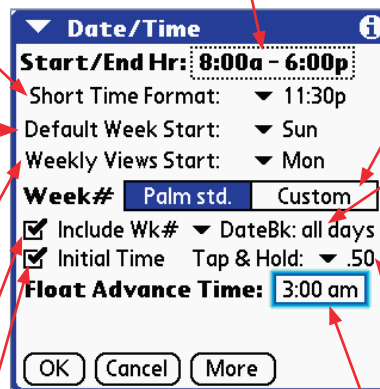 Date/Time i
Start/End Hr: 8:00a - 6:00p
Short Time Format: 11:30p
Default Week Start: Sun
Weekly Views Start: Mon
Week# Palm std. Custom
Include Wk# DateBk: all days
Initial Time Tap & Hold: .50
Float Advance Time: 3:00 am
OK Cancel More